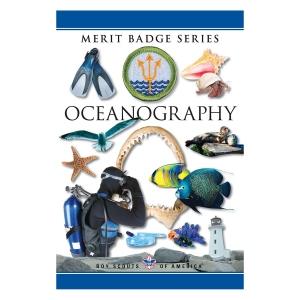 MERIT BADGE SERIES
OCEANOGRAPHY
BOY SCOUTS OF AMERICA